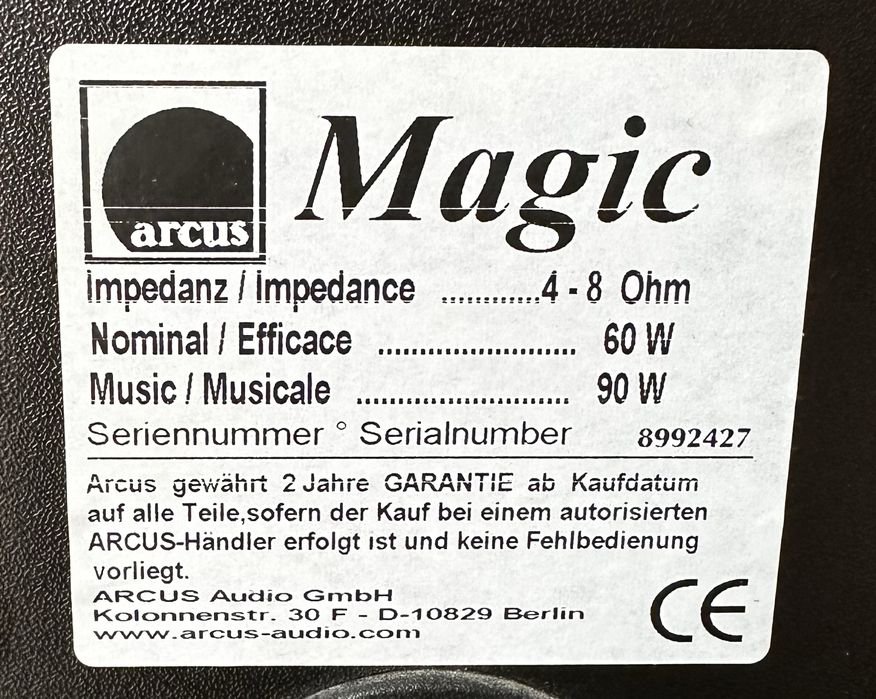 arcus
Magic
Impedanz / Impedance ............4 - 8 Ohm
Nominal / Efficace ........................ 60 W
Music / Musicale .......................... 90 W
Seriennummer ° Serialnumber 8992427
Arcus gewährt 2 Jahre GARANTIE ab Kaufdatum
auf alle Teile,sofern der Kauf bei einem autorisierten
ARCUS-Händler erfolgt ist und keine Fehlbedienung
vorliegt.
ARCUS Audio GmbH
Kolonnenstr. 30 F - D-10829 Berlin
www.arcus-audio.com
CE